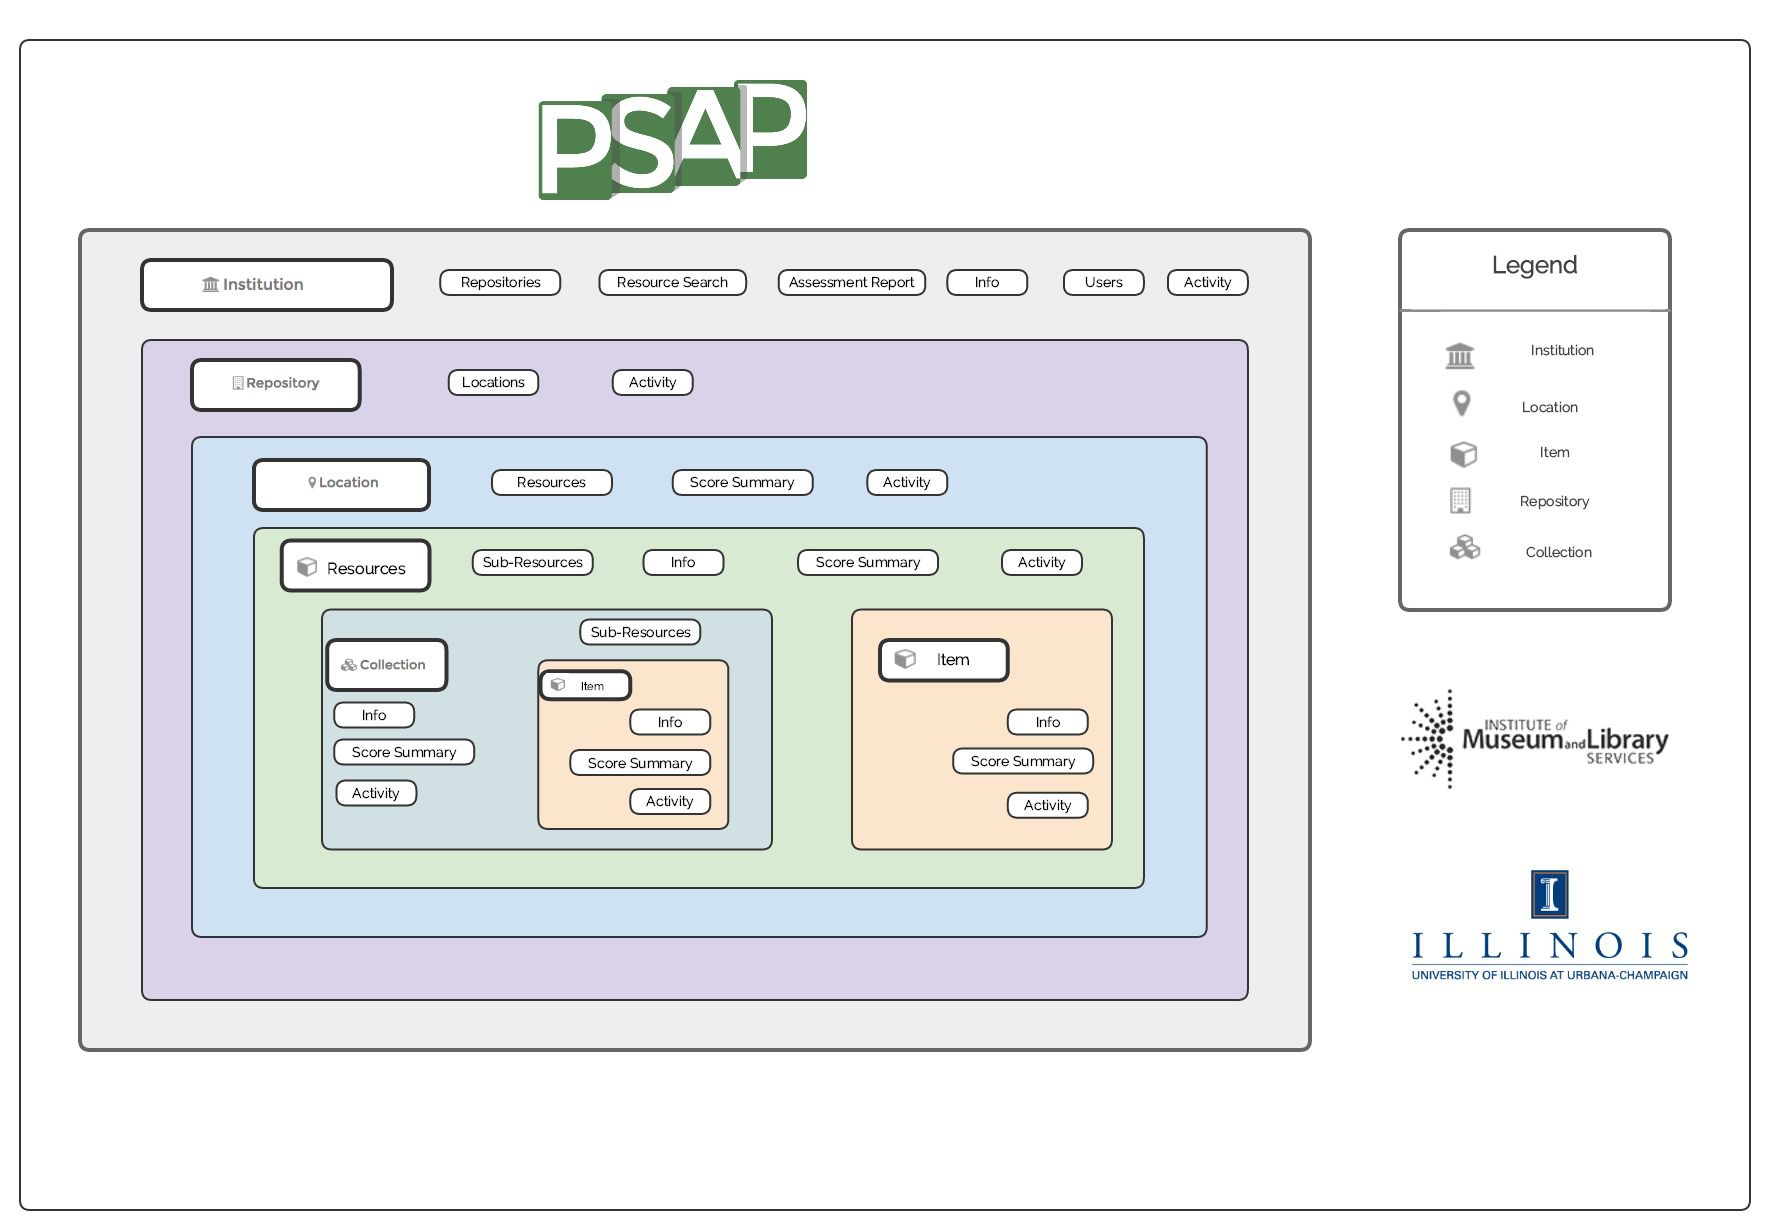 PSAP
Institution
Repositories
Resource Search
Assessment Report
Info
Users
Activity
Repository
Locations
Activity
Location
Resources
Score Summary
Activity
Resources
Sub-Resources
Info
Score Summary
Activity
Collection
Info
Score Summary
Activity
Sub-Resources
Item
Info
Score Summary
Activity
Item
Info
Score Summary
Activity
Legend
Institution
Location
Item
Repository
Collection
INSTITUTE of
Museum and Library
SERVICES
I
ILLINOIS
UNIVERSITY OF ILLINOIS AT URBANA-CHAMPAIGN